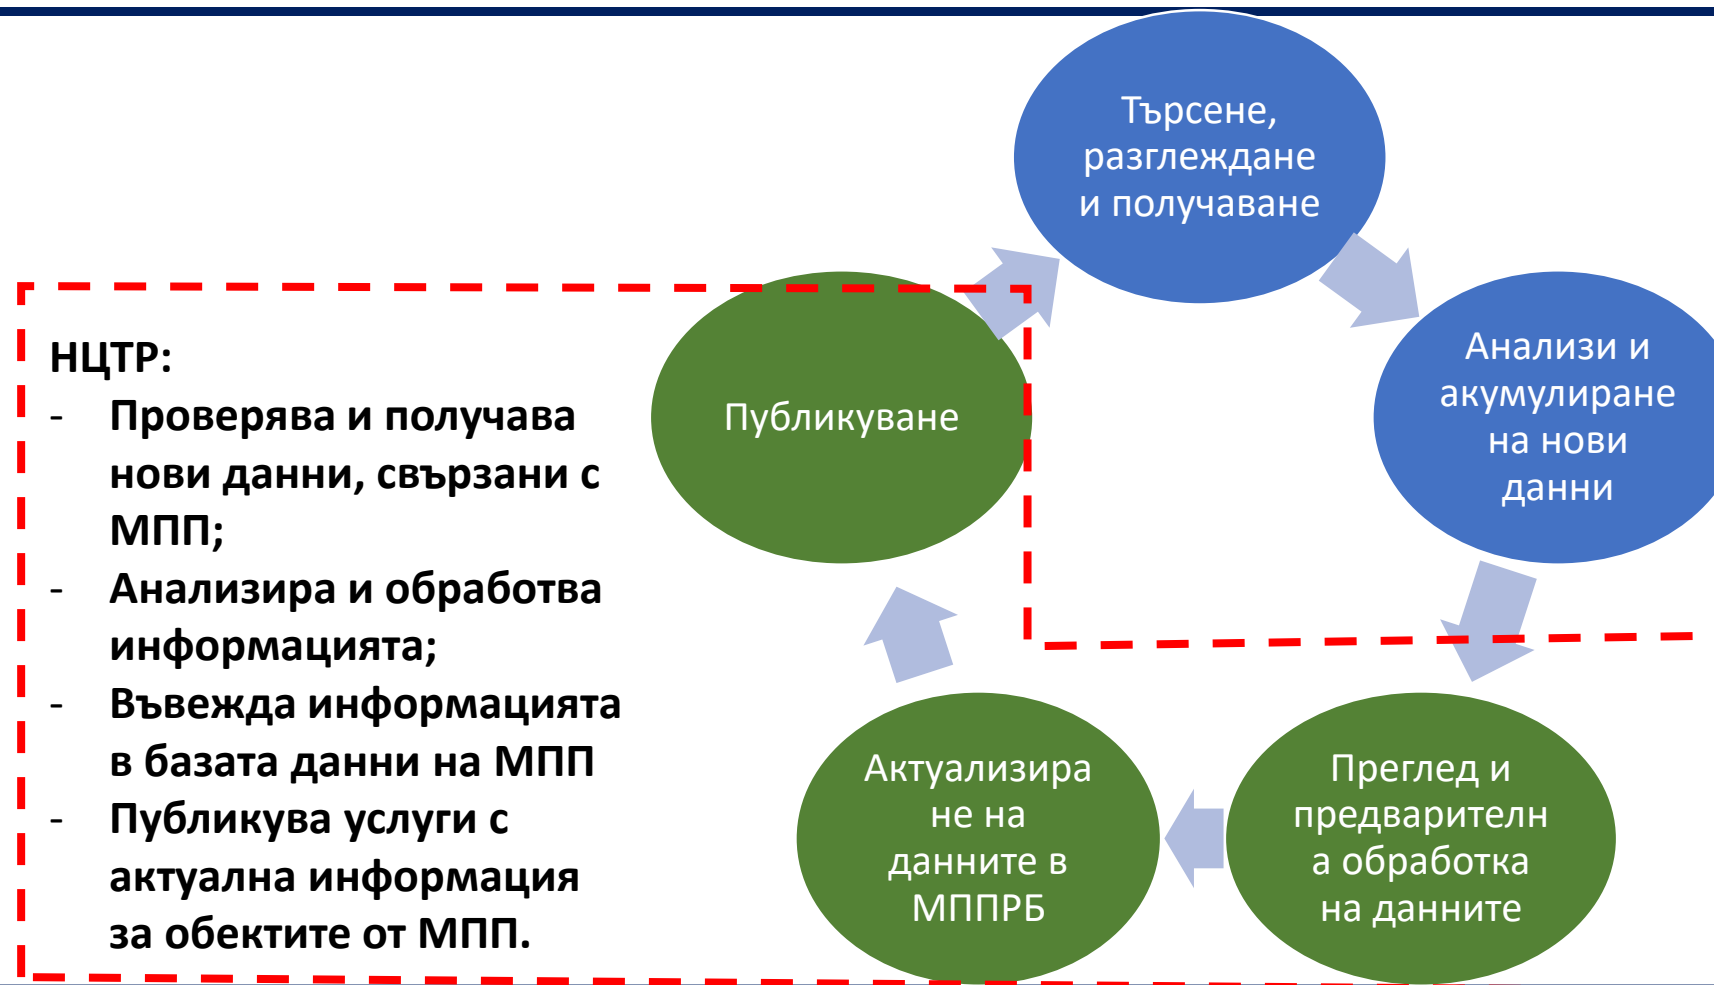 НЦТР:
- Проверява и получава
нови данни, свързани с
МПП;
- Анализира и обработва
информацията;
- Въвежда информацията
в базата данни на МПП
- Публикува услуги с
актуална информация
за обектите от МПП.
Търсене,
разглеждане
и получаване
Анализи и
акумулиране
на нови
данни
Преглед и
предварителн
а обработка
на данните
Актуализира
не на
данните в
МППРБ
Публикуване